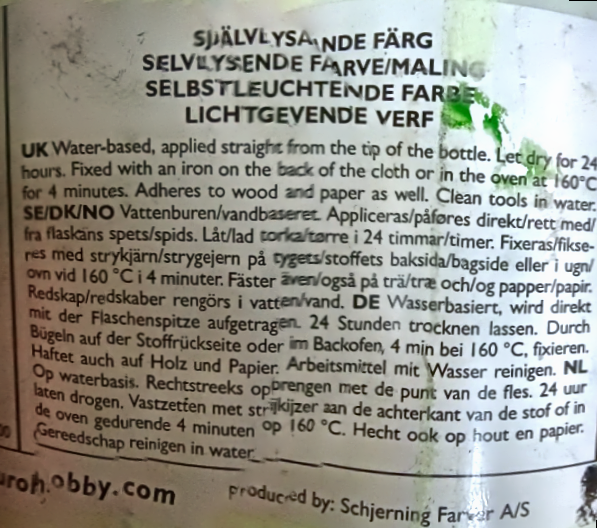 SJÄLVLYSANDE FÄRG
SELVLYSENDE FARVE/MALING
SELBSTLEUCHTENDE FARBE
LICHTGEVENDE VERF
UK Water-based, applied straight from the tip of the bottle. Let dry for 24
hours. Fixed with an iron on the back of the cloth or in the oven at 160°C
for 4 minutes. Adheres to wood and paper as well. Clean tools in water.
SE/DK/NO Vattenburen/vandbaseret. Appliceras/påføres direkt/rett med/
fra flaskans spets/spids. Låt/lad torka/tørre i 24 timmar/timer. Fixeras/fikse-
res med strykjärn/strygejern på tygets/stoffets baksida/bagside eller i ugn/
ovn vid 160 °C i 4 minuter. Fäster även/også på trä/træ och/og papper/papir.
Redskap/redskaber rengörs i vatten/vand. DE Wasserbasiert, wird direkt
mit der Flaschenspitze aufgetragen. 24 Stunden trocknen lassen. Durch
Bügeln auf der Stoffrückseite oder im Backofen, 4 min bei 160 °C, fixieren.
Haftet auch auf Holz und Papier. Arbeitsmittel mit Wasser reinigen. NL
Op waterbasis. Rechtstreeks opbrengen met de punt van de fles. 24 uur
laten drogen. Vastzetten met strijkijzer aan de achterkant van de stof of in
de oven gedurende 4 minuten op 160 °C. Hecht ook op hout en papier.
Gereedschap reinigen in water.
urohobby.com
Produced by: Schjerning Farver A/S